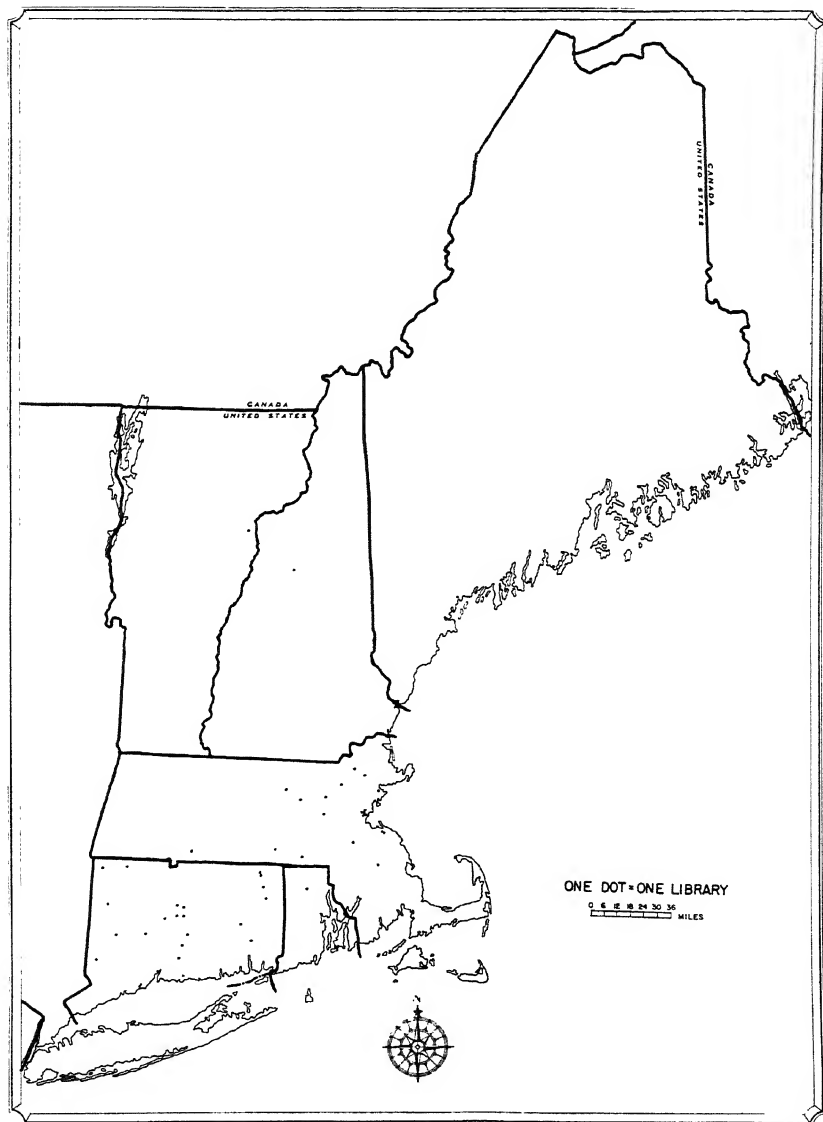 CANADA
UNITED STATES
CANADA
UNITED STATES
ONE DOT = ONE LIBRARY
0 6 12 18 24 30 36
MILES